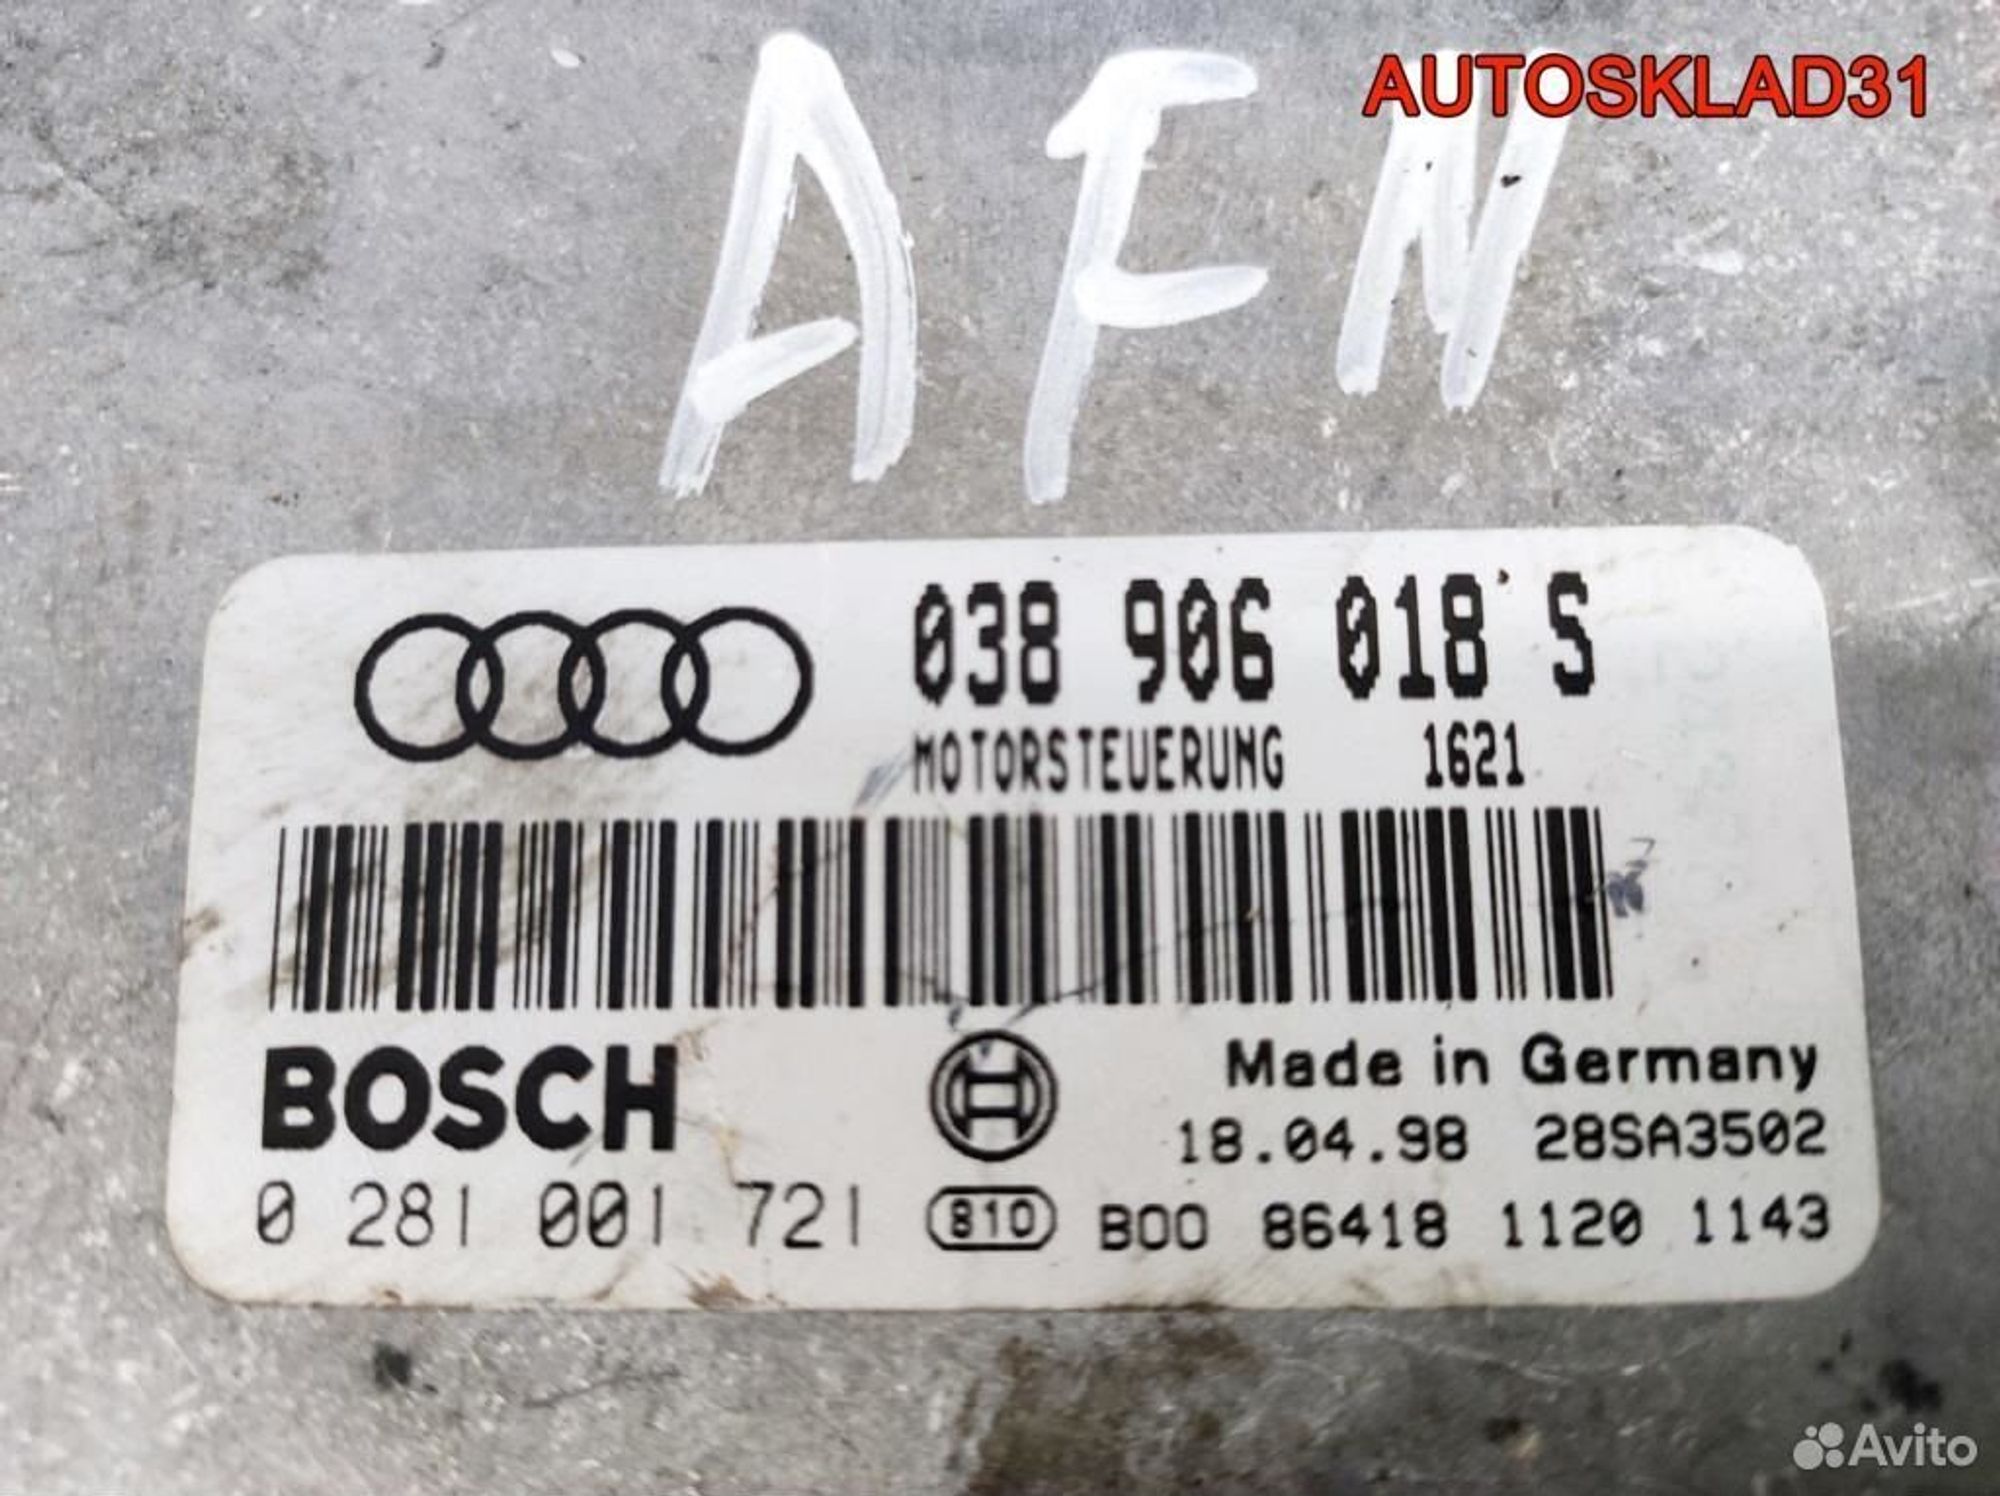 AUTOSKLAD31
AFN
038 906 018 S
MOTORSTEUERUNG 1621
BOSCH
Made in Germany
18.04.98 28SA3502
0 281 001 721 810 B00 86418 1120 1143
Avito